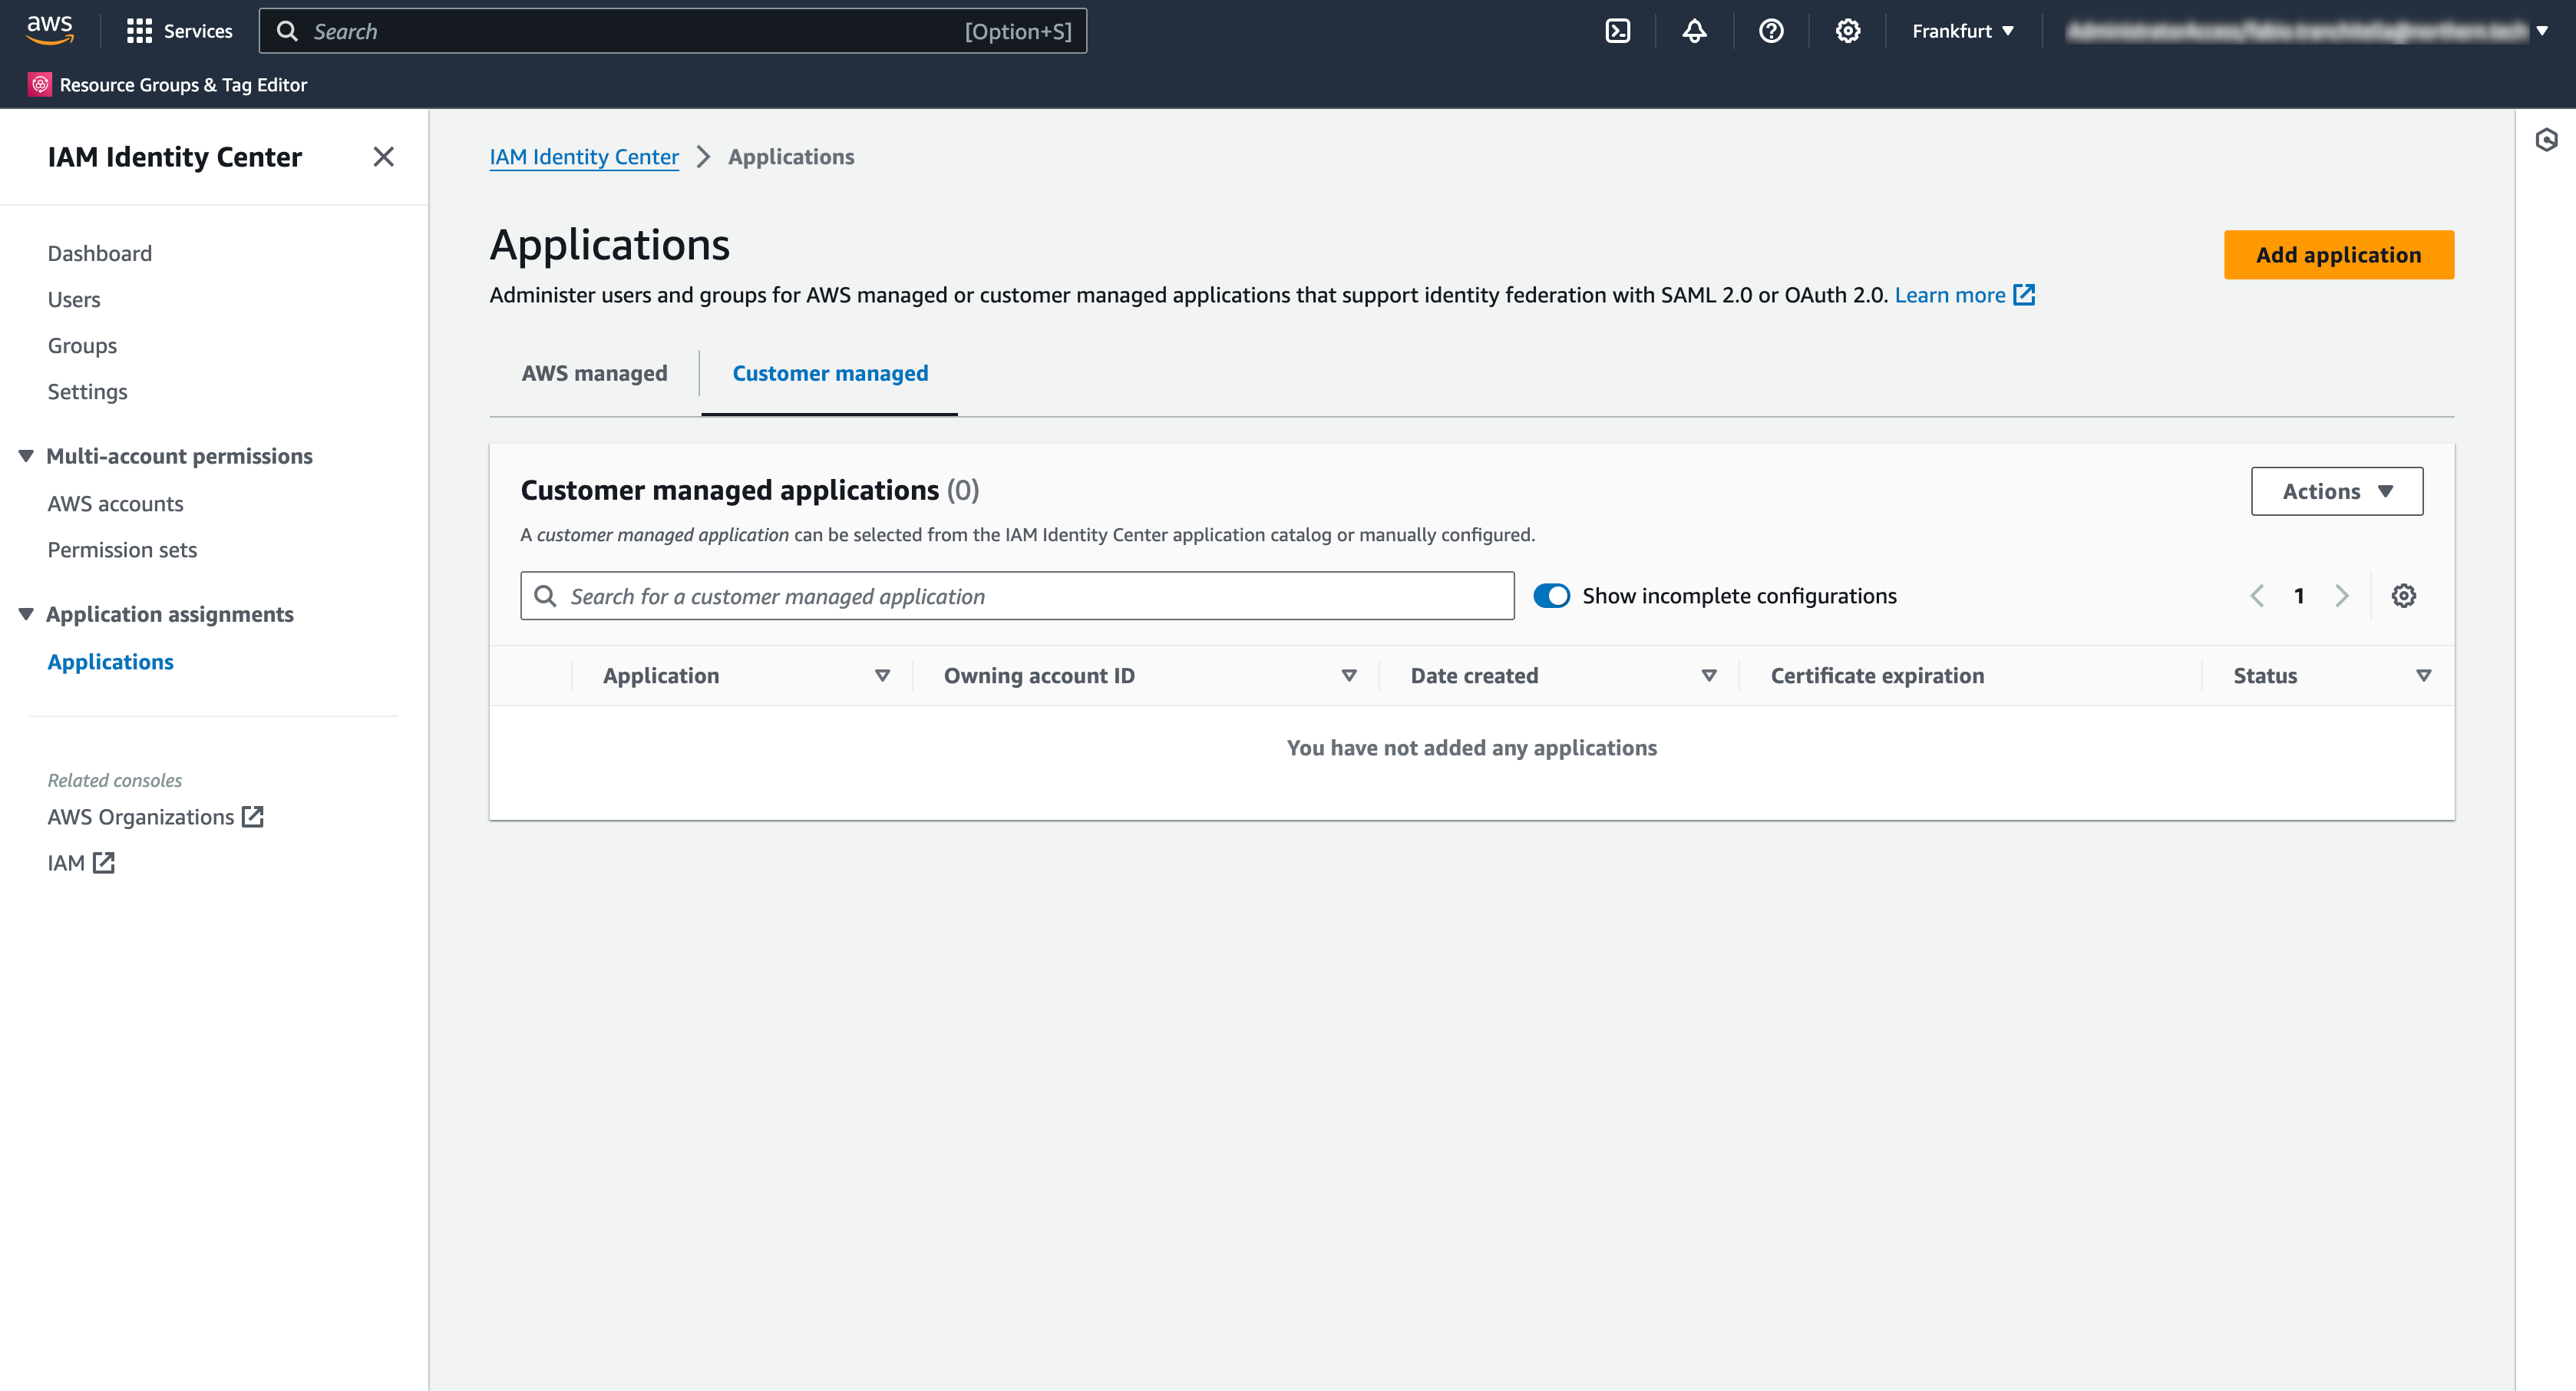 aws
Services
Search
[Option+S]
Frankfurt
Resource Groups & Tag Editor
IAM Identity Center
Dashboard
Users
Groups
Settings
Multi-account permissions
AWS accounts
Permission sets
Application assignments
Applications
Related consoles
AWS Organizations
IAM
IAM Identity Center > Applications
Applications
Add application
Administer users and groups for AWS managed or customer managed applications that support identity federation with SAML 2.0 or OAuth 2.0. Learn more
AWS managed
Customer managed
Customer managed applications (0)
Actions
A customer managed application can be selected from the IAM Identity Center application catalog or manually configured.
Search for a customer managed application
Show incomplete configurations
1
Application
Owning account ID
Date created
Certificate expiration
Status
You have not added any applications